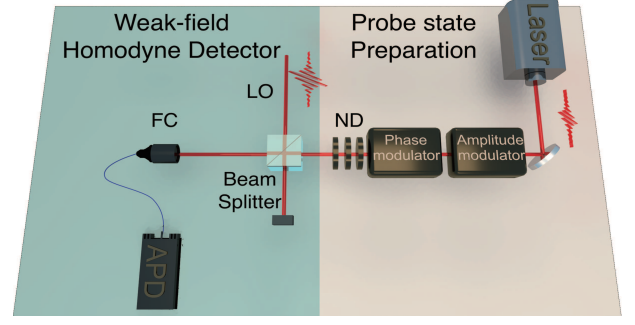 Weak-field
Homodyne Detector
Probe state
Preparation
Laser
LO
FC
ND
Phase
modulator
Amplitude
modulator
Beam
Splitter
APD